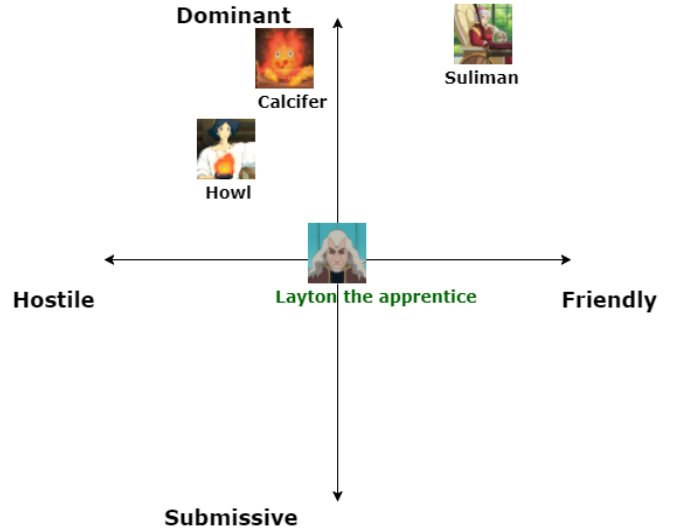 Dominant
Suliman
Calcifer
Howl
Layton the apprentice
Hostile
Friendly
Submissive